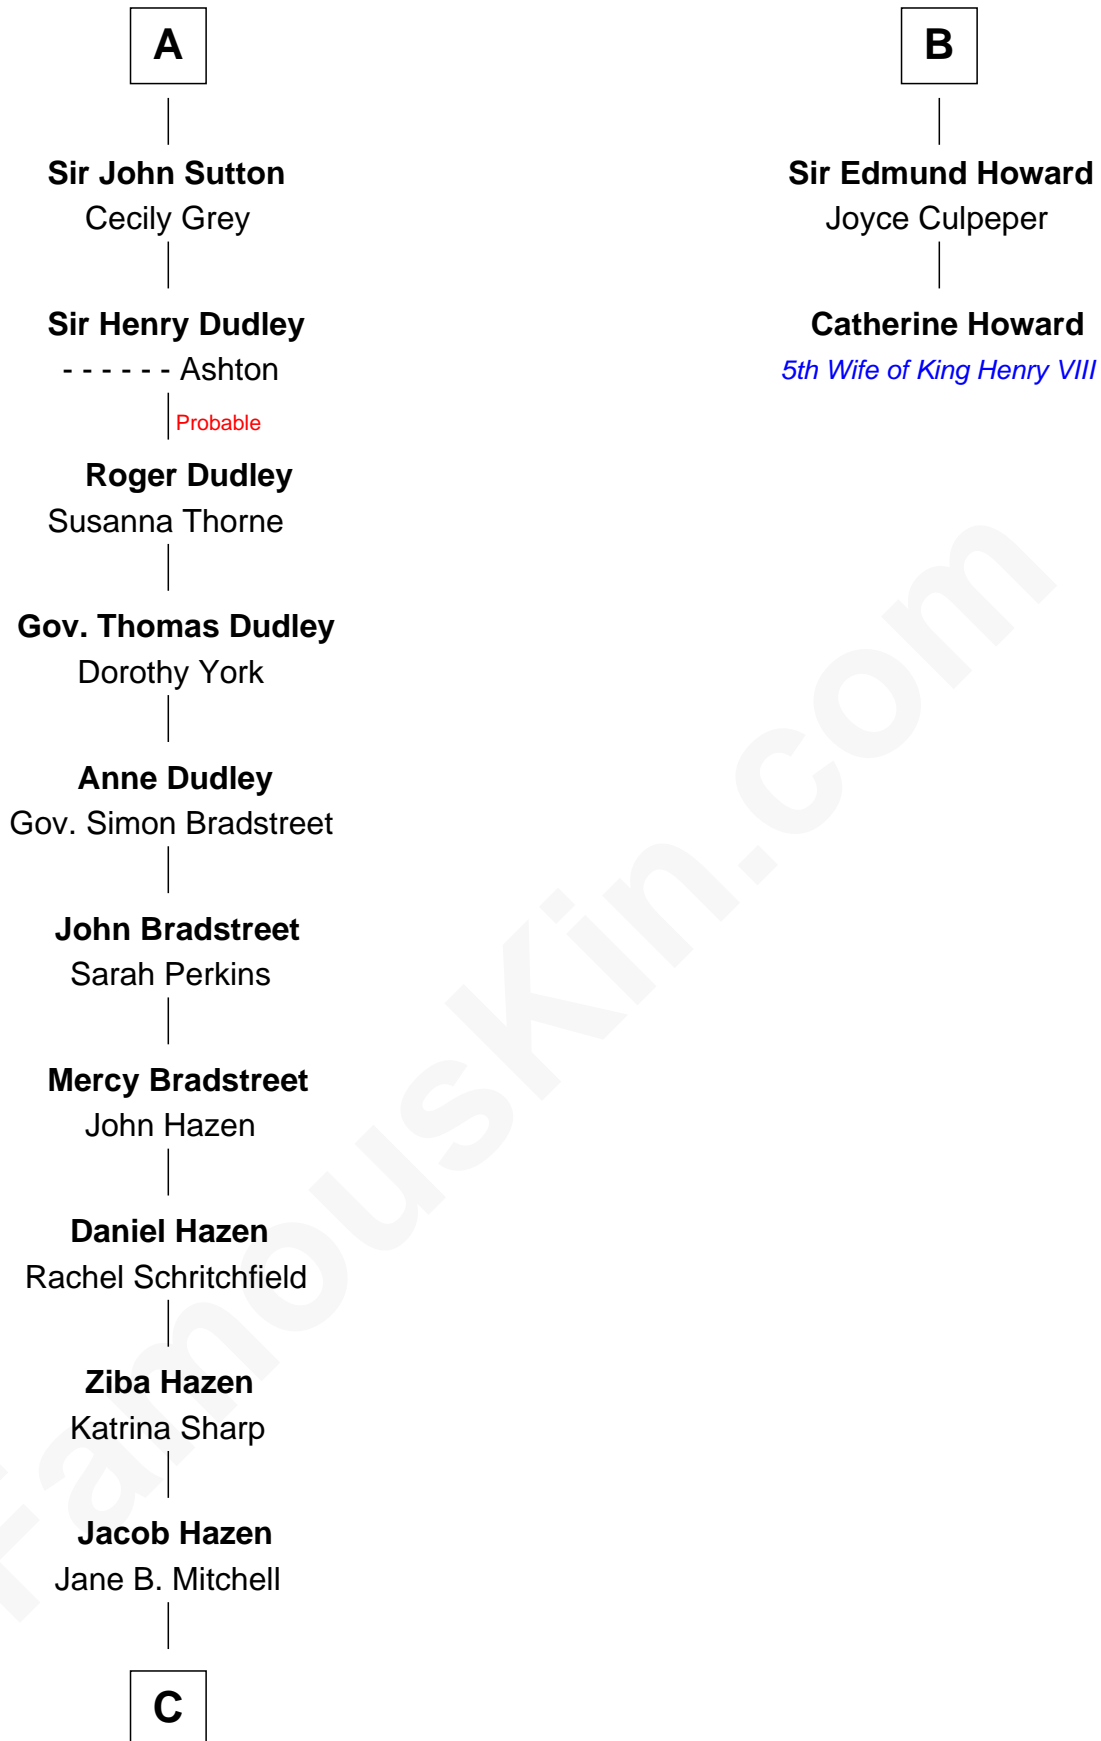 A
Sir John Sutton
Cecily Grey
Sir Henry Dudley
- - - - - - Ashton
Probable
Roger Dudley
Susanna Thorne
Gov. Thomas Dudley
Dorothy York
Anne Dudley
Gov. Simon Bradstreet
John Bradstreet
Sarah Perkins
Mercy Bradstreet
John Hazen
Daniel Hazen
Rachel Schritchfield
Ziba Hazen
Katrina Sharp
Jacob Hazen
Jane B. Mitchell
C
B
Sir Edmund Howard
Joyce Culpeper
Catherine Howard
5th Wife of King Henry VIII
FamousKin.com